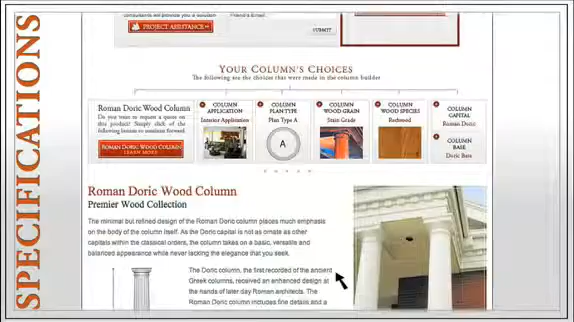 SPECIFICATIONS
consultants will provide you a solution
Friend's Email:
PROJECT ASSISTANCE
SUBMIT
YOUR COLUMN'S CHOICES
The following are the choices that were made in the column builder
Roman Doric Wood Column
Do you want to request a quote on
this product? Simply click of the
following button to continue forward.
ROMAN DORIC WOOD COLUMN
LEARN MORE
COLUMN
APPLICATION
Interior Application
COLUMN
PLAN TYPE
Plan Type A
A
COLUMN
WOOD GRAIN
Stain Grade
COLUMN
WOOD SPECIES
Redwood
COLUMN
CAPITAL
Roman Doric
COLUMN
BASE
Doric Base
Roman Doric Wood Column
Premier Wood Collection
The minimal but refined design of the Roman Doric column places much emphasis
on the body of the column itself. As the Doric capital is not as ornate as other
capitals within the classical orders, the column takes on a basic, versatile and
balanced appearance while never lacking the elegance that you seek.
The Doric column, the first recorded of the ancient
Greek columns, received an enhanced design at
the hands of later day Roman architects. The
Roman Doric column includes fine details and a